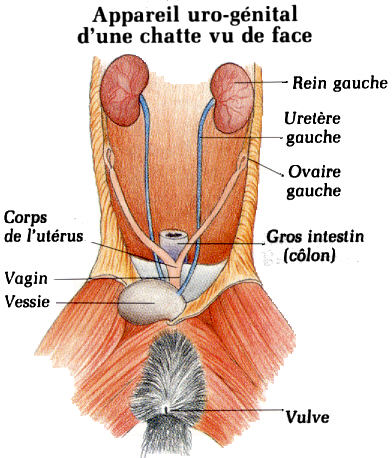 Appareil uro-génital
d'une chatte vu de face
Rein gauche
Uretère
gauche
Ovaire
gauche
Corps
de l'utérus
Gros intestin
(côlon)
Vagin
Vessie
Vulve